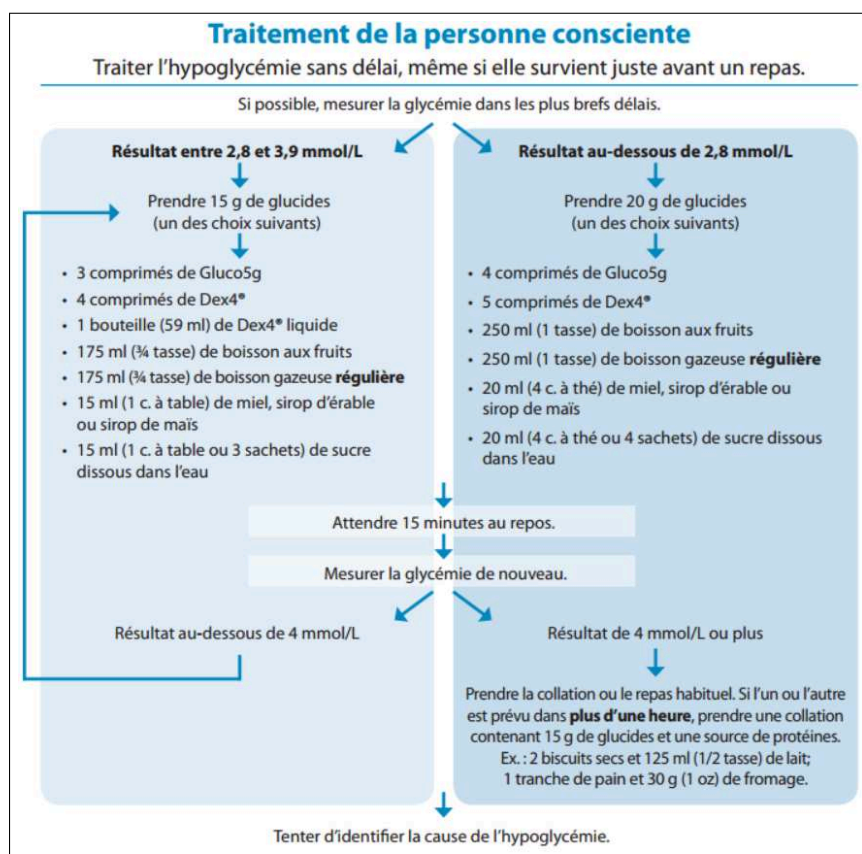 Traitement de la personne consciente
Traiter l'hypoglycémie sans délai, même si elle survient juste avant un repas.
Si possible, mesurer la glycémie dans les plus brefs délais.
Résultat entre 2,8 et 3,9 mmol/L
Prendre 15 g de glucides
(un des choix suivants)
• 3 comprimés de Gluco5g
• 4 comprimés de Dex4®
• 1 bouteille (59 ml) de Dex4® liquide
• 175 ml (¾ tasse) de boisson aux fruits
• 175 ml (¾ tasse) de boisson gazeuse régulière
• 15 ml (1 c. à table) de miel, sirop d'érable
ou sirop de maïs
• 15 ml (1 c. à table ou 3 sachets) de sucre
dissous dans l'eau
Résultat au-dessous de 2,8 mmol/L
Prendre 20 g de glucides
(un des choix suivants)
• 4 comprimés de Gluco5g
• 5 comprimés de Dex4®
• 250 ml (1 tasse) de boisson aux fruits
• 250 ml (1 tasse) de boisson gazeuse régulière
• 20 ml (4 c. à thé) de miel, sirop d'érable ou
sirop de maïs
• 20 ml (4 c. à thé ou 4 sachets) de sucre dissous
dans l'eau
Attendre 15 minutes au repos.
Mesurer la glycémie de nouveau.
Résultat au-dessous de 4 mmol/L
Résultat de 4 mmol/L ou plus
Prendre la collation ou le repas habituel. Si l'un ou l'autre
est prévu dans plus d'une heure, prendre une collation
contenant 15 g de glucides et une source de protéines.
Ex. : 2 biscuits secs et 125 ml (1/2 tasse) de lait;
1 tranche de pain et 30 g (1 oz) de fromage.
Tenter d'identifier la cause de l'hypoglycémie.